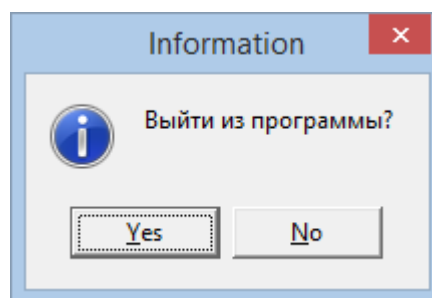 Information
Выйти из программы?
Yes
No